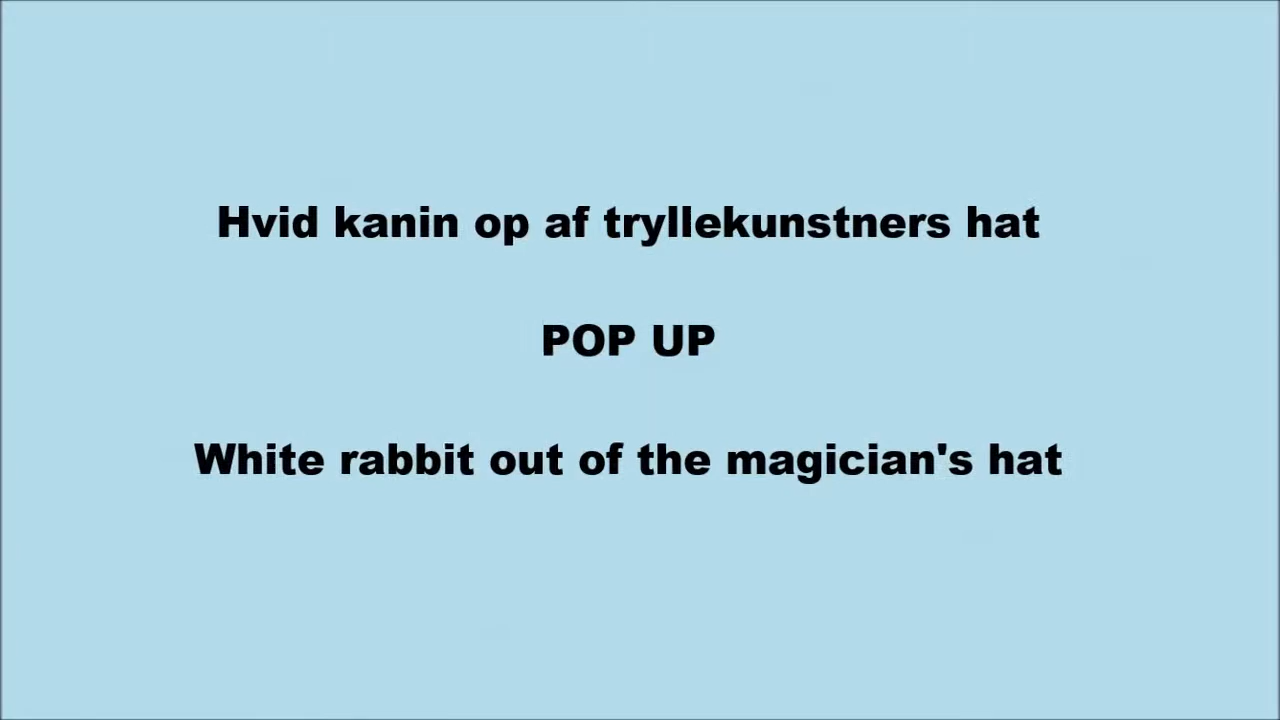 Hvid kanin op af tryllekunstners hat
POP UP
White rabbit out of the magician's hat